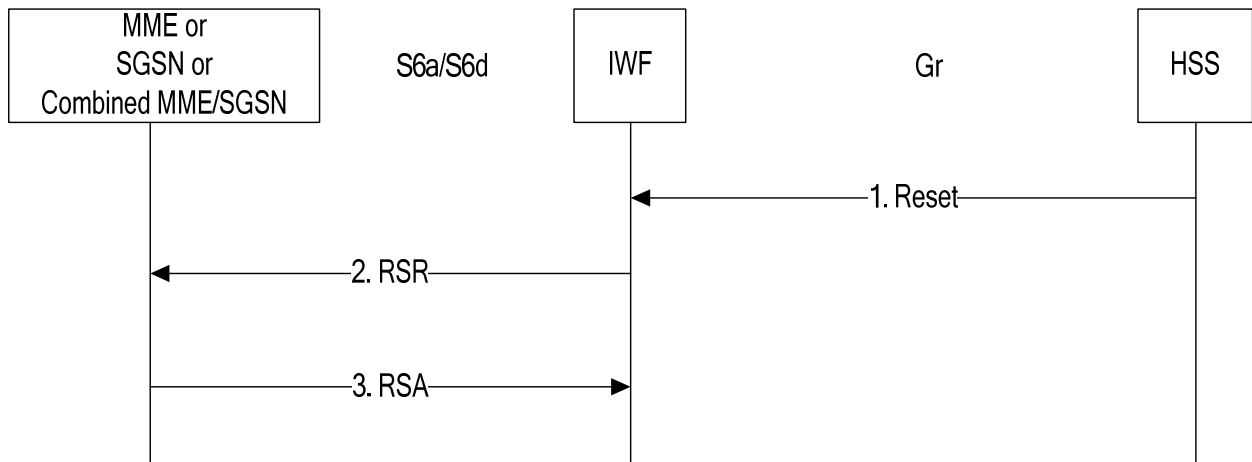 MME or
SGSN or
Combined MME/SGSN
S6a/S6d
IWF
Gr
HSS
1. Reset
2. RSR
3. RSA